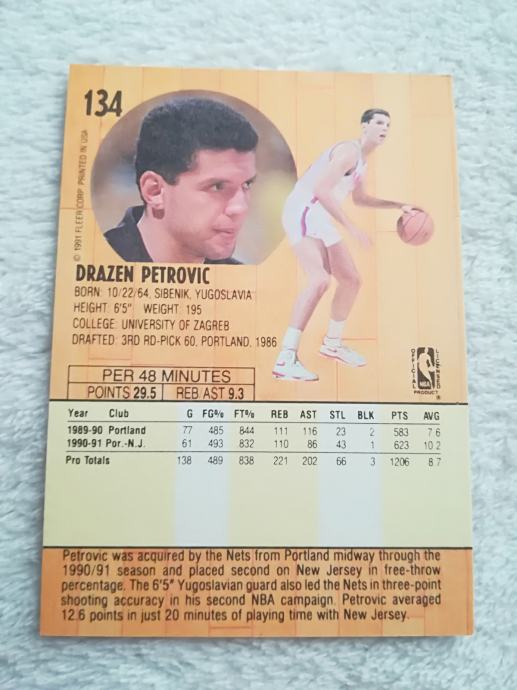 134
© 1991 FLEER CORP. PRINTED IN USA
DRAZEN PETROVIC
BORN: 10/22/64, SIBENIK, YUGOSLAVIA
HEIGHT: 6'5" WEIGHT: 195
COLLEGE: UNIVERSITY OF ZAGREB
DRAFTED: 3RD RD-PICK 60, PORTLAND, 1986
OFFICIAL LICENSED
NBA
PRODUCT
®
PER 48 MINUTES
POINTS 29.5 REB AST 9.3
Year Club G FG% FT% REB AST STL BLK PTS AVG
1989-90 Portland 77 485 844 111 116 23 2 583 7.6
1990-91 Por.-N.J. 61 493 832 110 86 43 1 623 10.2
Pro Totals 138 489 838 221 202 66 3 1206 8.7
Petrovic was acquired by the Nets from Portland midway through the
1990/91 season and placed second on New Jersey in free-throw
percentage. The 6'5" Yugoslavian guard also led the Nets in three-point
shooting accuracy in his second NBA campaign. Petrovic averaged
12.6 points in just 20 minutes of playing time with New Jersey.